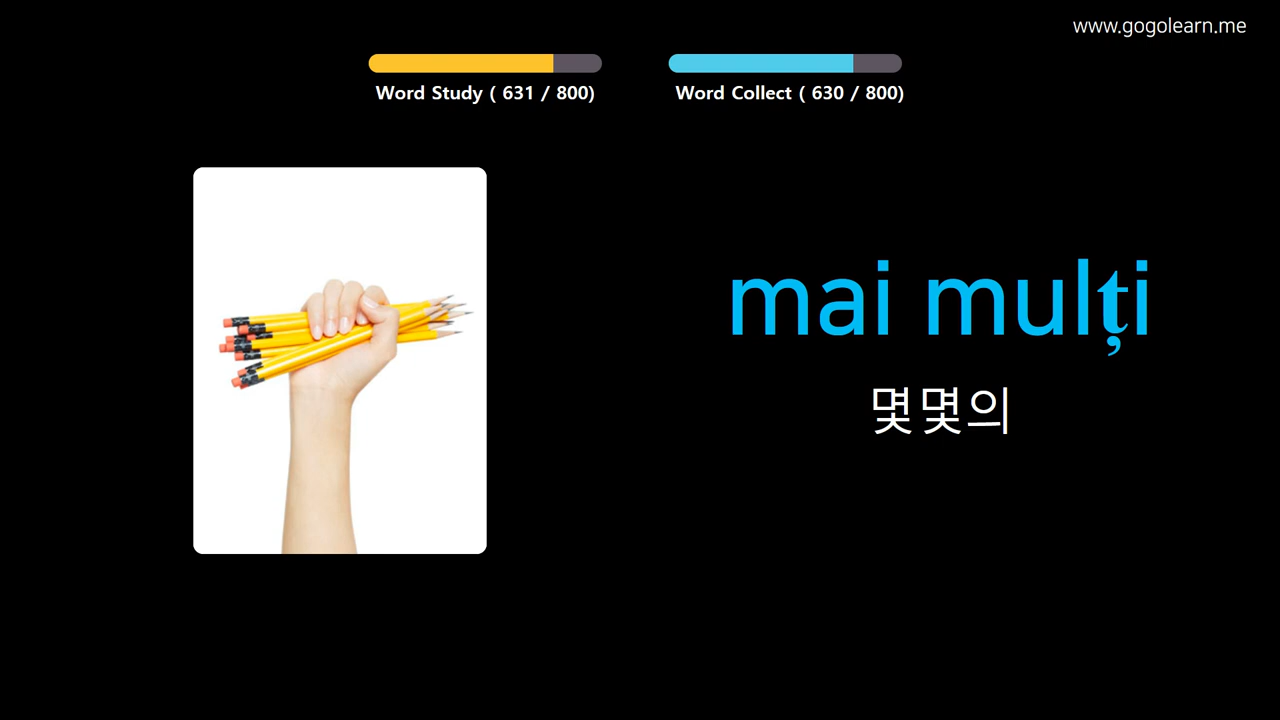 www.gogolearn.me
Word Study ( 631 / 800)
Word Collect ( 630 / 800)
mai mulți
몇몇의